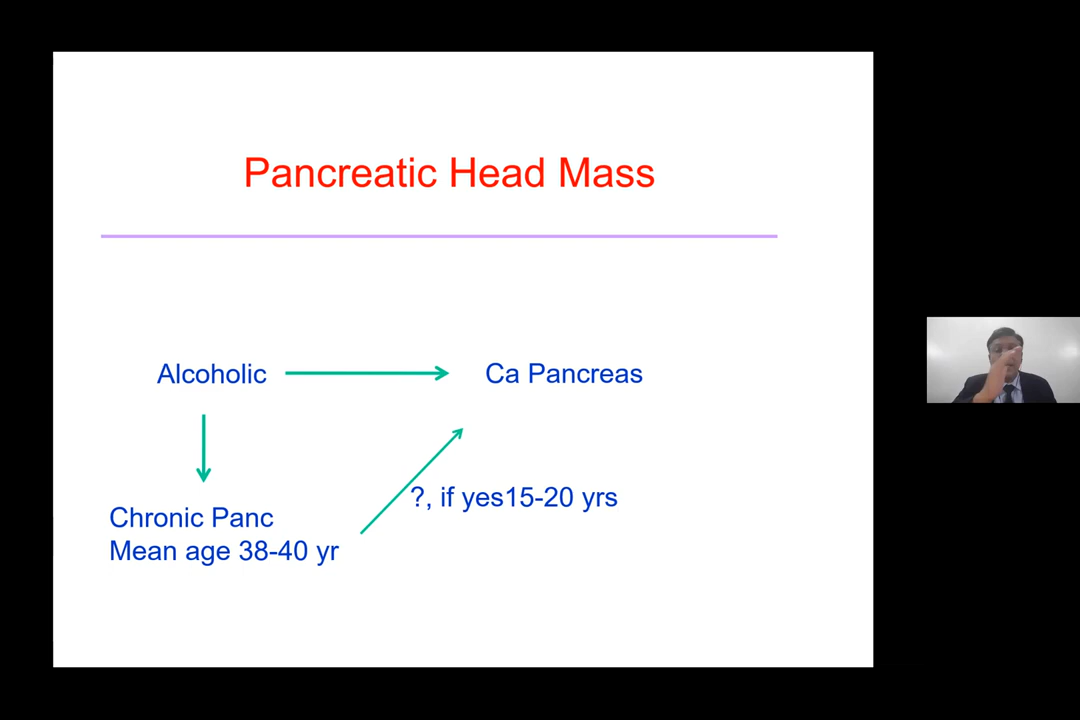 Pancreatic Head Mass
Alcoholic
Ca Pancreas
?, if yes15-20 yrs
Chronic Panc
Mean age 38-40 yr